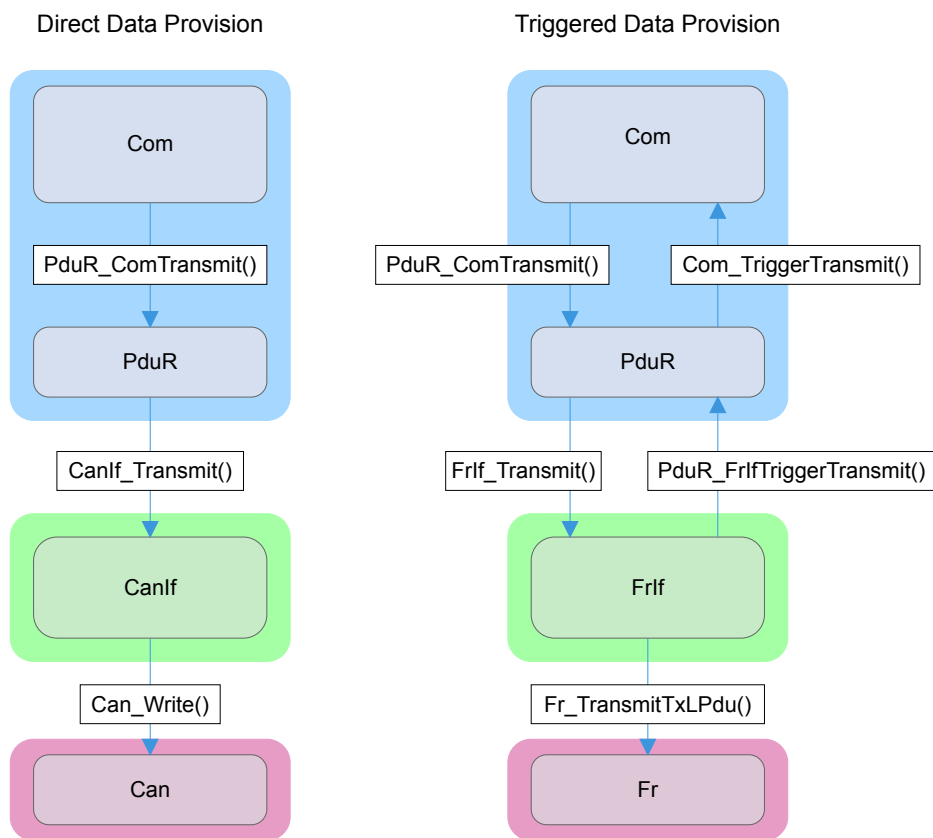 Direct Data Provision
Triggered Data Provision
Com
PduR_ComTransmit()
PduR
CanIf_Transmit()
CanIf
Can_Write()
Can
Com
PduR_ComTransmit()
Com_TriggerTransmit()
PduR
FrIf_Transmit()
PduR_FrIfTriggerTransmit()
FrIf
Fr_TransmitTxLPdu()
Fr